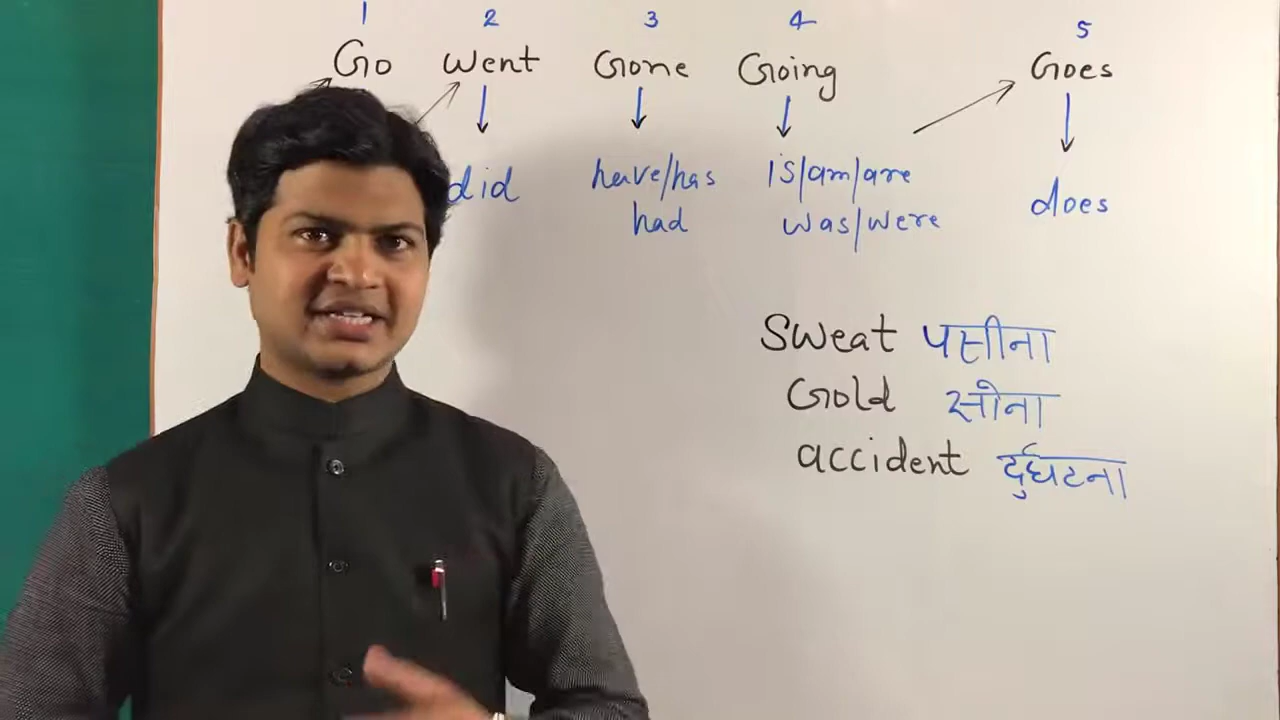 1 2 3 4 5
Go Went Gone Going Goes
did have/has is/am/are does
had was/were
Sweat पसीना
Gold सोना
accident दुर्घटना